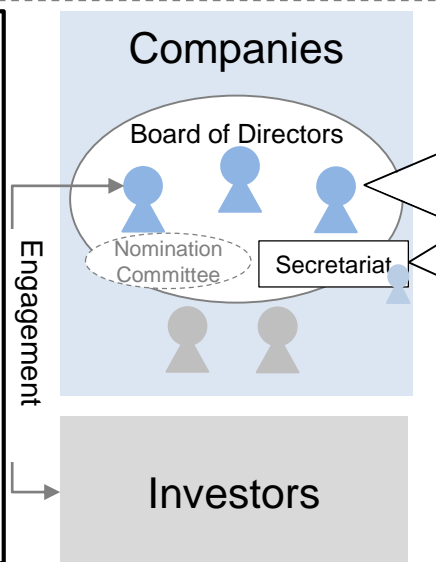 Companies
Board of Directors
Nomination
Committee
Secretariat
Engagement
Investors